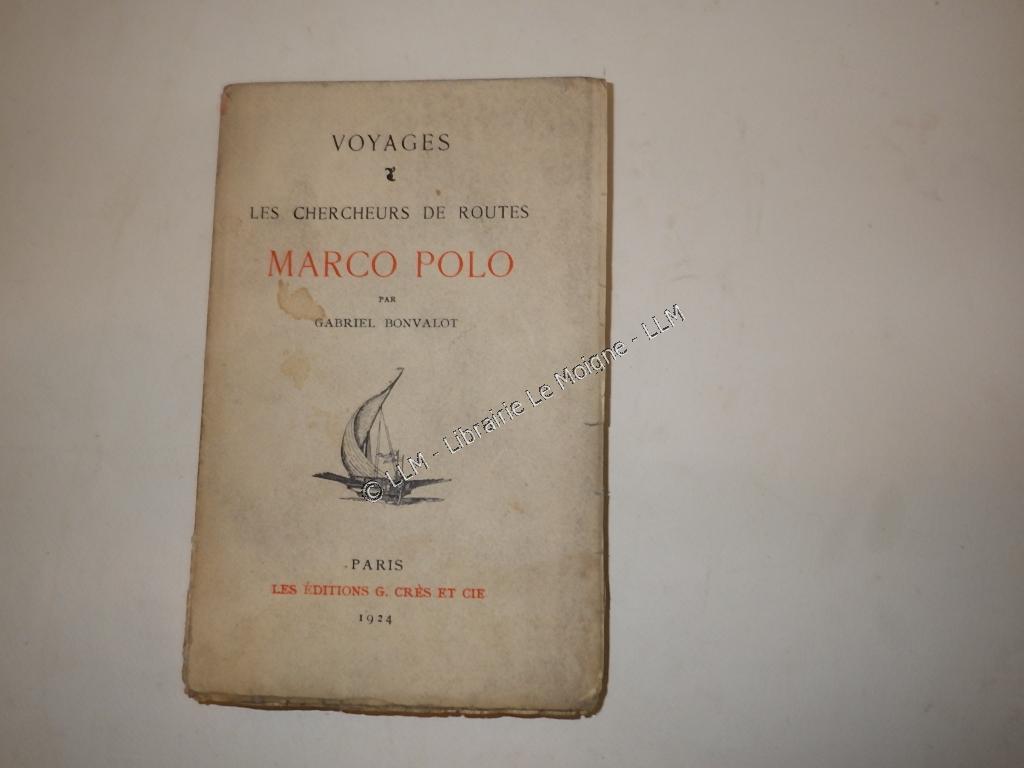 VOYAGES
LES CHERCHEURS DE ROUTES
MARCO POLO
PAR
GABRIEL BONVALOT
© LLM - Librairie Le Moigne - LLM
PARIS
LES ÉDITIONS G. CRÈS ET CIE
1924